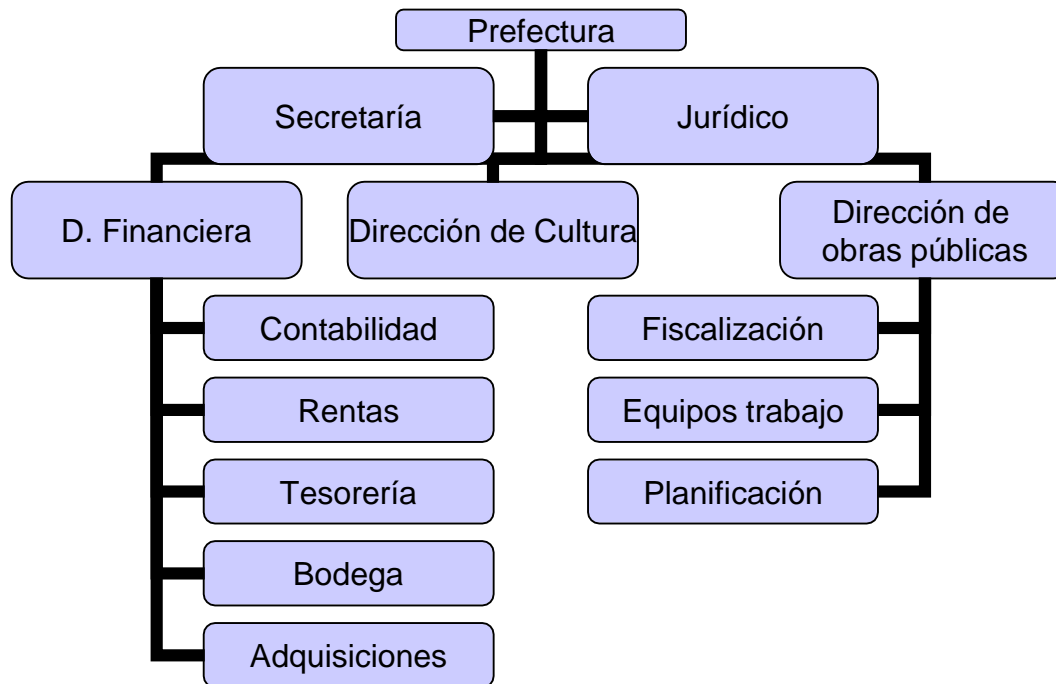 Prefectura
Secretaría
Jurídico
D. Financiera
Dirección de Cultura
Dirección de
obras públicas
Contabilidad
Fiscalización
Rentas
Equipos trabajo
Tesorería
Planificación
Bodega
Adquisiciones